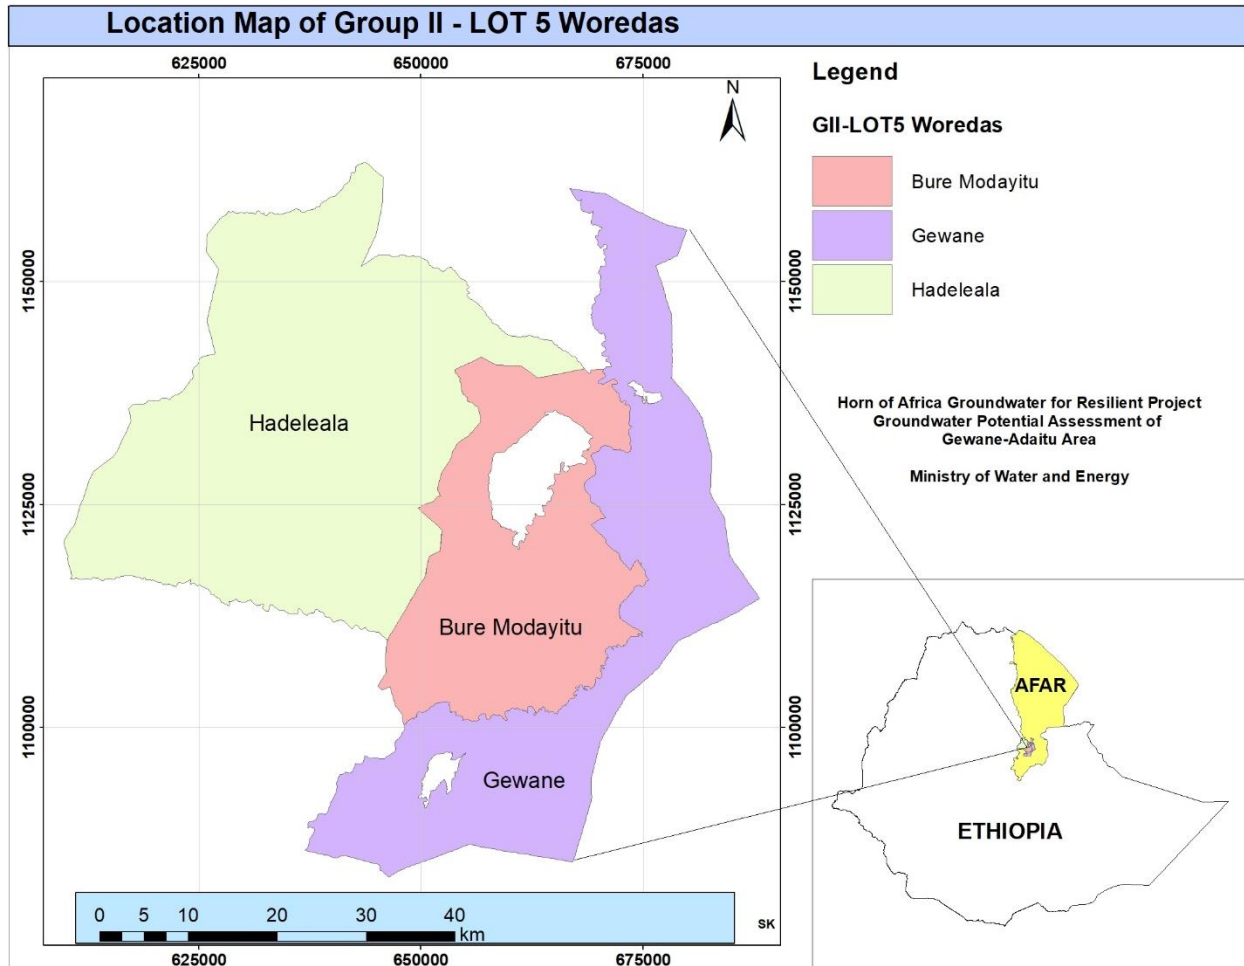 Location Map of Group II - LOT 5 Woredas
625000 650000 675000
N
Legend
GII-LOT5 Woredas
Bure Modayitu
Gewane
Hadeleala
1150000 1150000
Hadeleala
Horn of Africa Groundwater for Resilient Project
Groundwater Potential Assessment of
Gewane-Adaitu Area
Ministry of Water and Energy
1125000 1125000
Bure Modayitu
AFAR
1100000 1100000
Gewane
ETHIOPIA
0 5 10 20 30 40
km
SK
625000 650000 675000